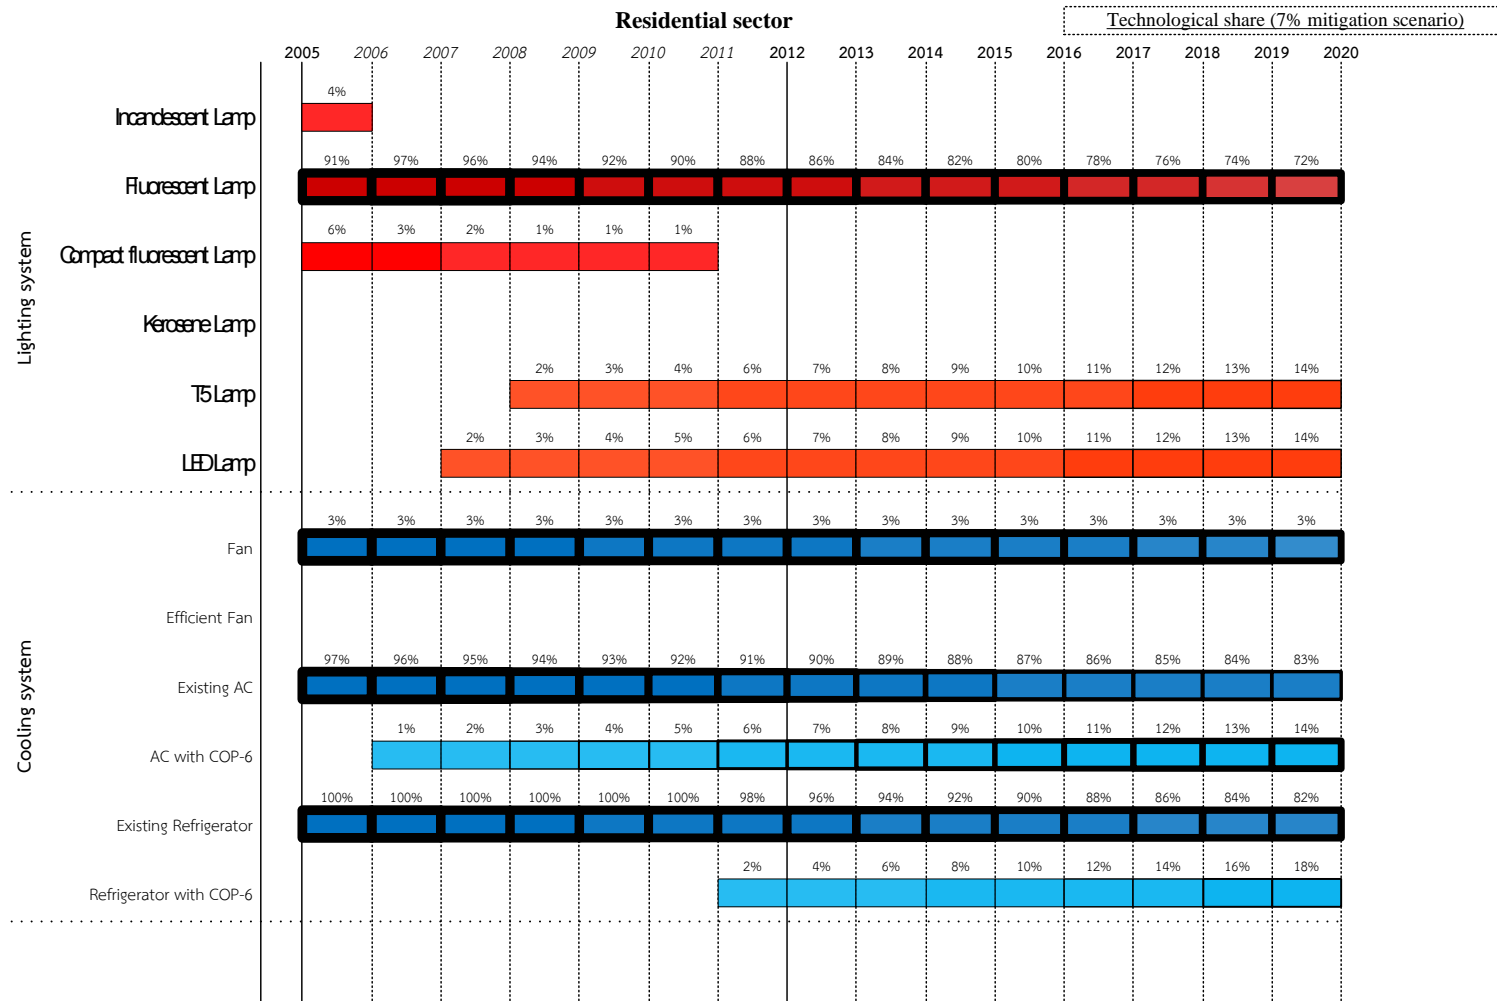 Residential sector
Technological share (7% mitigation scenario)
2005 2006 2007 2008 2009 2010 2011 2012 2013 2014 2015 2016 2017 2018 2019 2020
4%
Incandescent Lamp
91% 97% 96% 94% 92% 90% 88% 86% 84% 82% 80% 78% 76% 74% 72%
Fluorescent Lamp
6% 3% 2% 1% 1% 1%
Compact fluorescent Lamp
Kerosene Lamp
2% 3% 4% 6% 7% 8% 9% 10% 11% 12% 13% 14%
T5 Lamp
2% 3% 4% 5% 6% 7% 8% 9% 10% 11% 12% 13% 14%
LED Lamp
Lighting system
3% 3% 3% 3% 3% 3% 3% 3% 3% 3% 3% 3% 3% 3% 3%
Fan
Efficient Fan
97% 96% 95% 94% 93% 92% 91% 90% 89% 88% 87% 86% 85% 84% 83%
Existing AC
1% 2% 3% 4% 5% 6% 7% 8% 9% 10% 11% 12% 13% 14%
AC with COP-6
100% 100% 100% 100% 100% 100% 98% 96% 94% 92% 90% 88% 86% 84% 82%
Existing Refrigerator
2% 4% 6% 8% 10% 12% 14% 16% 18%
Refrigerator with COP-6
Cooling system